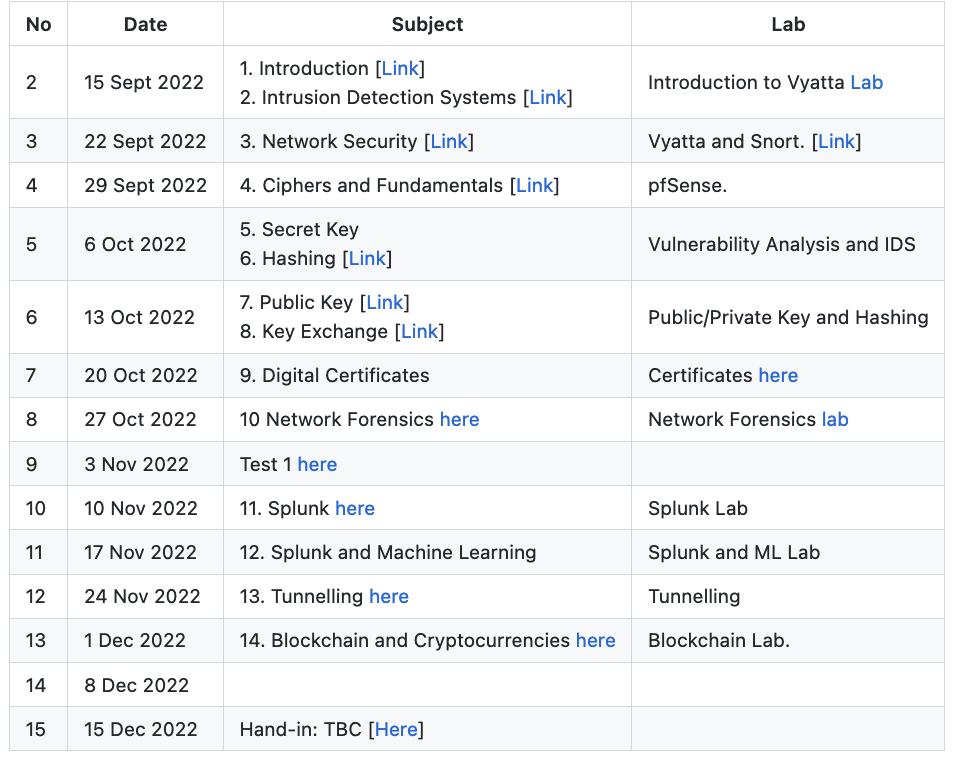 No Date Subject Lab
2 15 Sept 2022 1. Introduction [Link]
2. Intrusion Detection Systems [Link] Introduction to Vyatta Lab
3 22 Sept 2022 3. Network Security [Link] Vyatta and Snort. [Link]
4 29 Sept 2022 4. Ciphers and Fundamentals [Link] pfSense.
5 6 Oct 2022 5. Secret Key
6. Hashing [Link] Vulnerability Analysis and IDS
6 13 Oct 2022 7. Public Key [Link]
8. Key Exchange [Link] Public/Private Key and Hashing
7 20 Oct 2022 9. Digital Certificates Certificates here
8 27 Oct 2022 10 Network Forensics here Network Forensics lab
9 3 Nov 2022 Test 1 here
10 10 Nov 2022 11. Splunk here Splunk Lab
11 17 Nov 2022 12. Splunk and Machine Learning Splunk and ML Lab
12 24 Nov 2022 13. Tunnelling here Tunnelling
13 1 Dec 2022 14. Blockchain and Cryptocurrencies here Blockchain Lab.
14 8 Dec 2022
15 15 Dec 2022 Hand-in: TBC [Here]